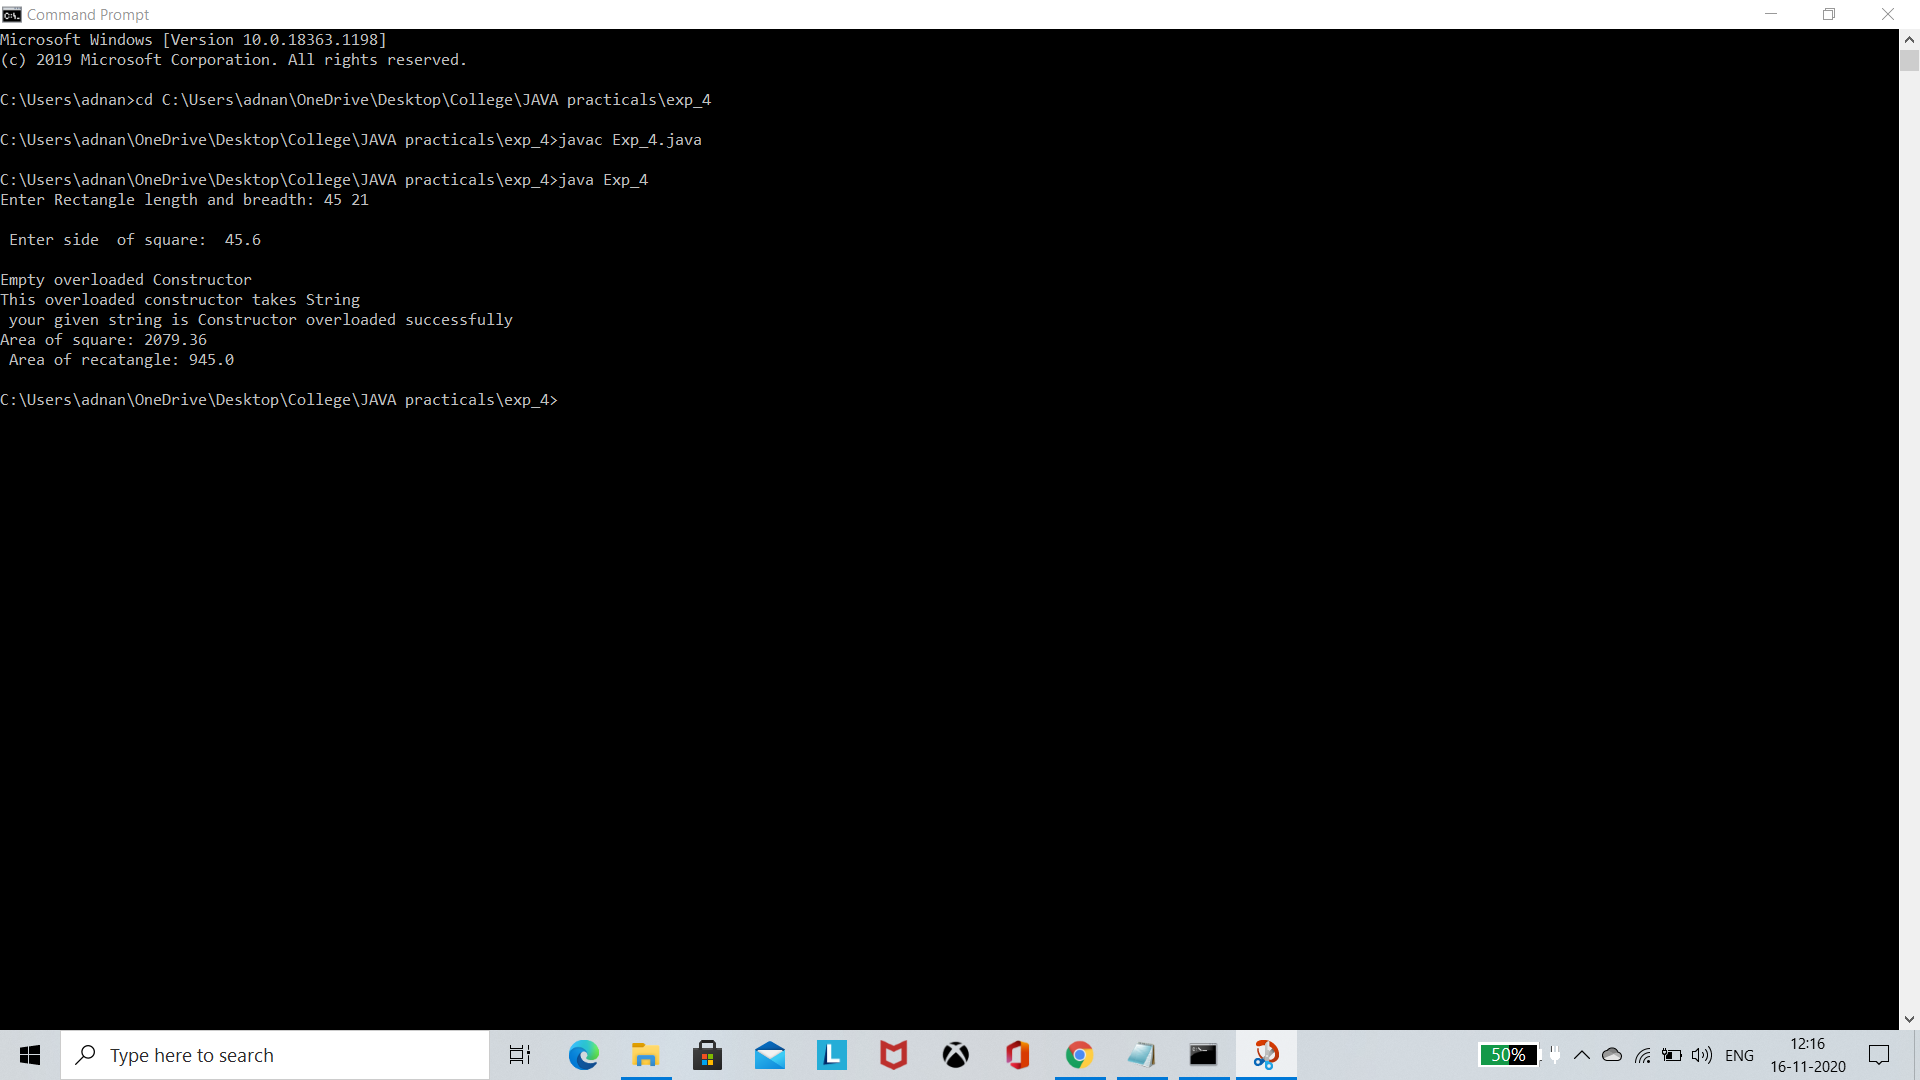 Command Prompt
Microsoft Windows [Version 10.0.18363.1198]
(c) 2019 Microsoft Corporation. All rights reserved.
C:\Users\adnan>cd C:\Users\adnan\OneDrive\Desktop\College\JAVA practicals\exp_4
C:\Users\adnan\OneDrive\Desktop\College\JAVA practicals\exp_4>javac Exp_4.java
C:\Users\adnan\OneDrive\Desktop\College\JAVA practicals\exp_4>java Exp_4
Enter Rectangle length and breadth: 45 21
 Enter side  of square:  45.6
Empty overloaded Constructor
This overloaded constructor takes String
 your given string is Constructor overloaded successfully
Area of square: 2079.36
 Area of recatangle: 945.0
C:\Users\adnan\OneDrive\Desktop\College\JAVA practicals\exp_4>
Type here to search
L
50%
ENG
12:16
16-11-2020